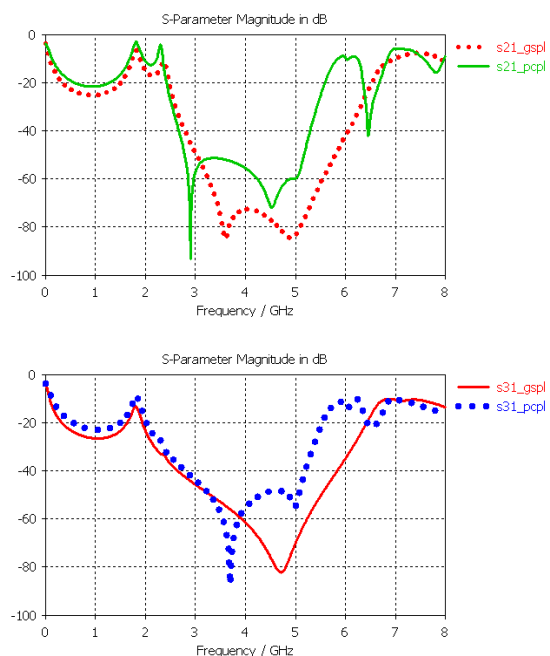 S-Parameter Magnitude in dB
0
-20
-40
-60
-80
-100
0 1 2 3 4 5 6 7 8
Frequency / GHz
s21_gspl
s21_pcpl
S-Parameter Magnitude in dB
0
-20
-40
-60
-80
-100
0 1 2 3 4 5 6 7 8
Frequency / GHz
s31_gspl
s31_pcpl